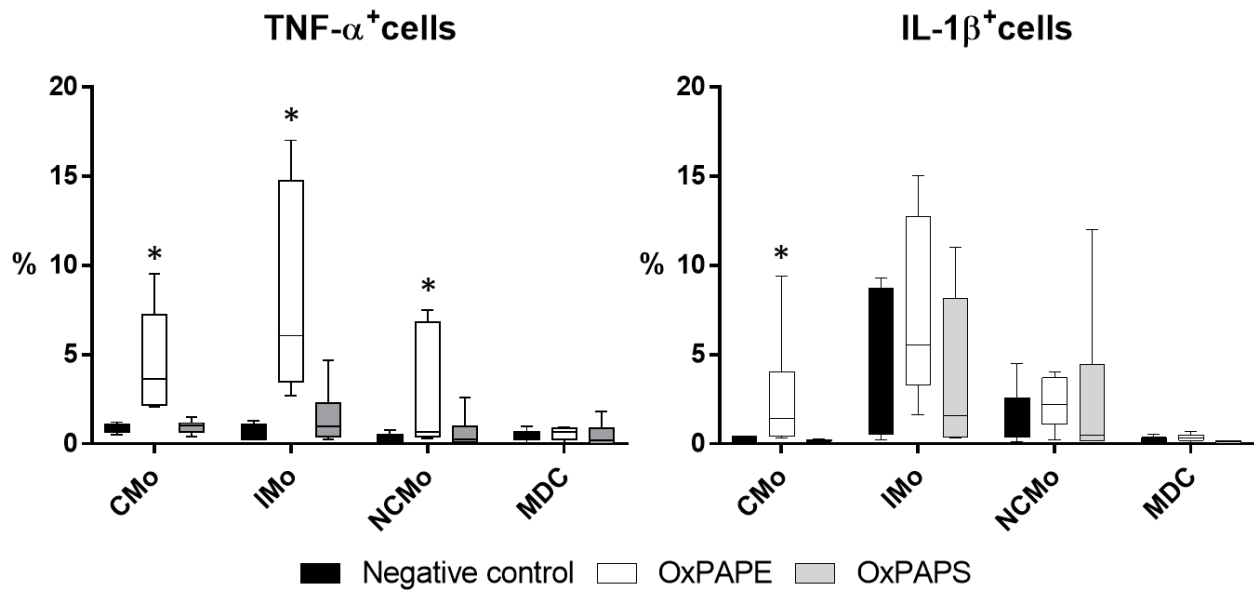 TNF-α⁺cells
20
15
10
5
0
%
*
*
*
CMo
IMo
NCMo
MDC
IL-1β⁺cells
20
15
10
5
0
%
*
CMo
IMo
NCMo
MDC
Negative control OxPAPE OxPAPS